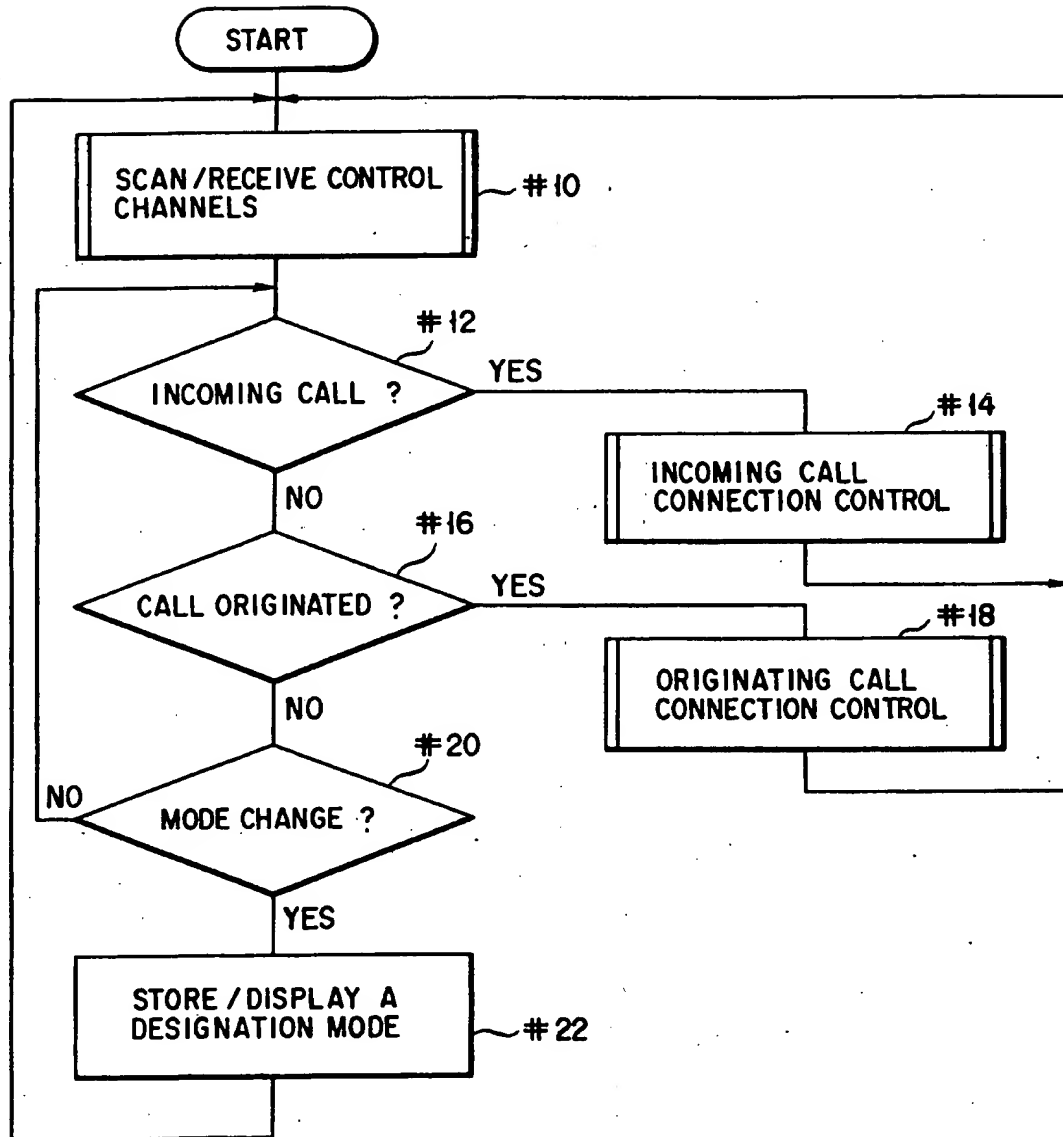 START
SCAN/RECEIVE CONTROL
CHANNELS
#10
#12
INCOMING CALL ?
YES
#14
INCOMING CALL
CONNECTION CONTROL
NO
#16
CALL ORIGINATED ?
YES
#18
ORIGINATING CALL
CONNECTION CONTROL
NO
#20
NO
MODE CHANGE ?
YES
STORE/DISPLAY A
DESIGNATION MODE
#22